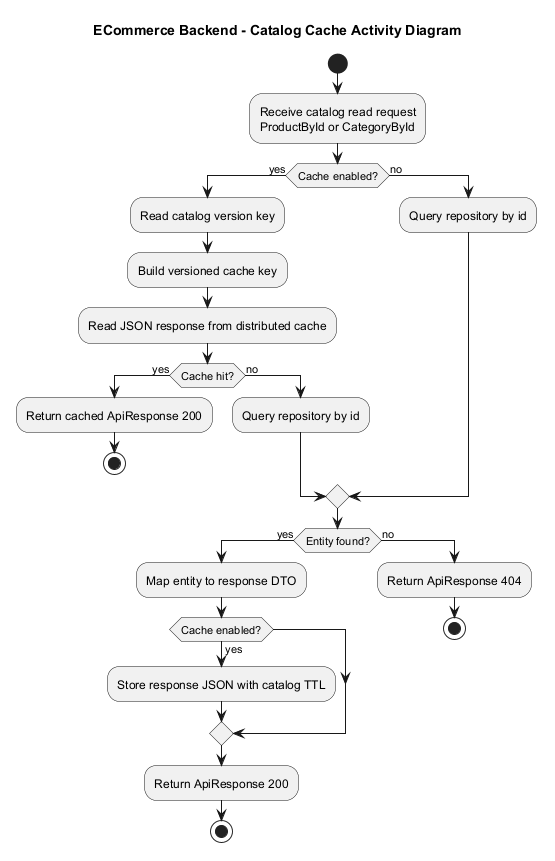 ECommerce Backend - Catalog Cache Activity Diagram
Receive catalog read request
ProductById or CategoryById
yes
Cache enabled?
no
Read catalog version key
Query repository by id
Build versioned cache key
Read JSON response from distributed cache
yes
Cache hit?
no
Return cached ApiResponse 200
Query repository by id
yes
Entity found?
no
Map entity to response DTO
Return ApiResponse 404
Cache enabled?
yes
Store response JSON with catalog TTL
Return ApiResponse 200